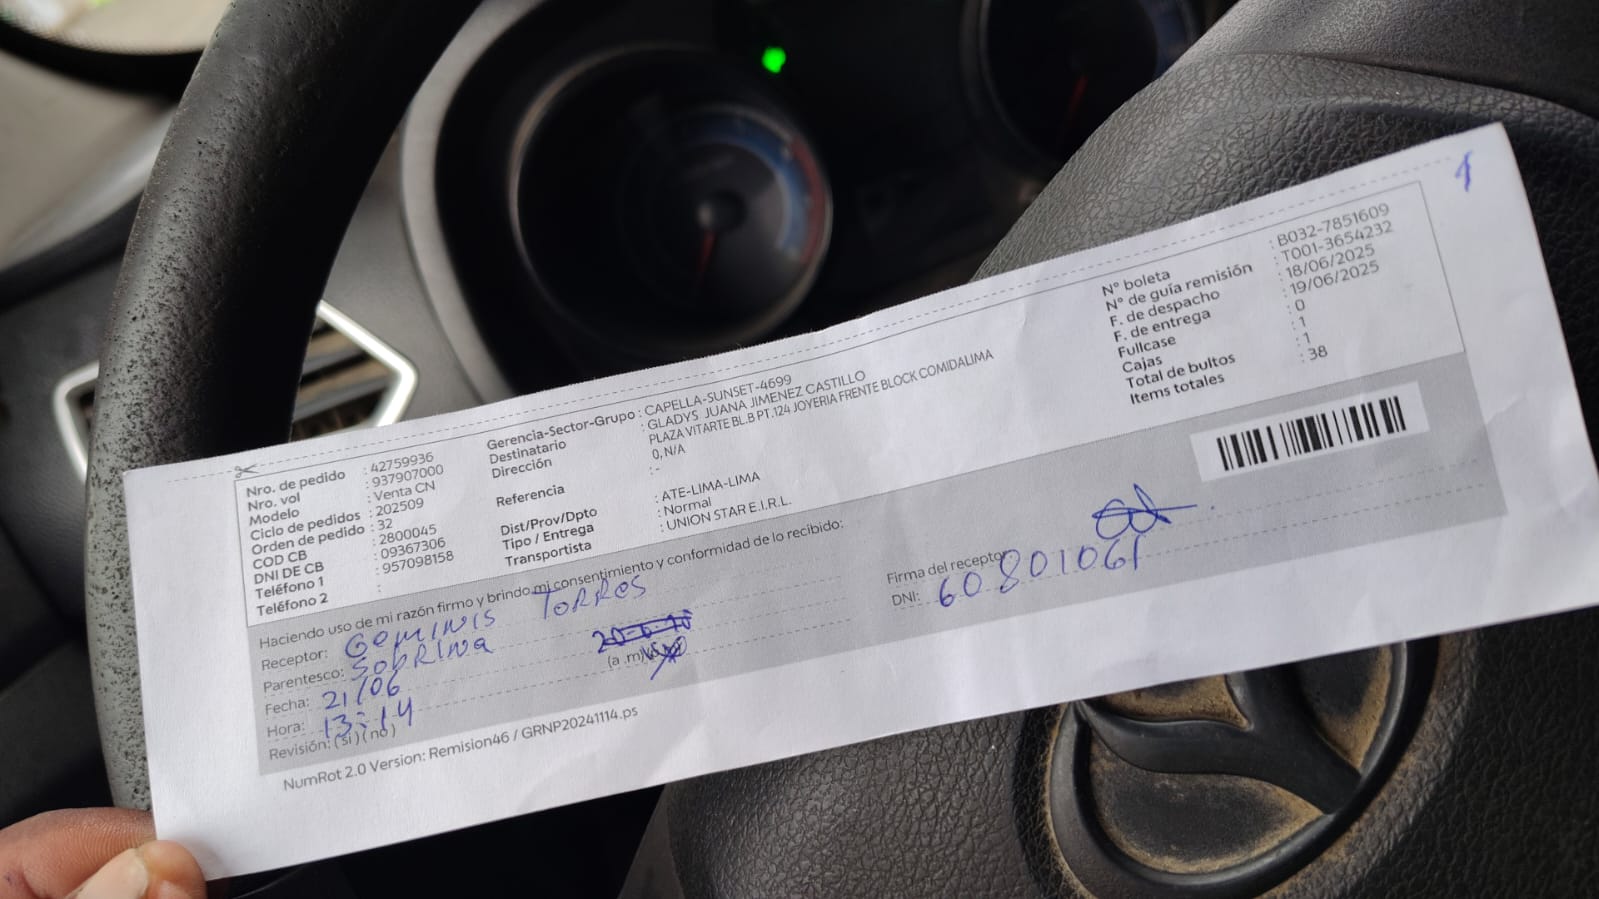 Nro. de pedido : 42759936
Nro. vol : 937907000
Modelo : Venta CN
Ciclo de pedidos : 202509
Orden de pedido : 32
COD CB : 2800045
DNI DE CB : 09367306
Teléfono 1 : 957098158
Teléfono 2 :
Gerencia-Sector-Grupo : CAPELLA-SUNSET-4699
Destinatario : GLADYS JUANA JIMENEZ CASTILLO
Dirección : PLAZA VITARTE BL.B PT.124 JOYERIA FRENTE BLOCK COMIDALIMA
0, N/A
Referencia : -
Dist/Prov/Dpto : ATE-LIMA-LIMA
Tipo / Entrega : Normal
Transportista : UNION STAR E.I.R.L.
N° boleta : B032-7851609
N° de guía remisión : T001-3654232
F. de despacho : 18/06/2025
F. de entrega : 19/06/2025
Fullcase : 0
Cajas : 1
Total de bultos : 1
Items totales : 38
1
Haciendo uso de mi razón firmo y brindo mi consentimiento y conformidad de lo recibido:
Receptor: Geminis Torres
Parentesco: Sobrina
Fecha: 21/06
Hora: 13:14 (a .m)
Revisión: (si) (no)
Firma del receptor
DNI: 60801061
NumRot 2.0 Version: Remision46 / GRNP20241114.ps